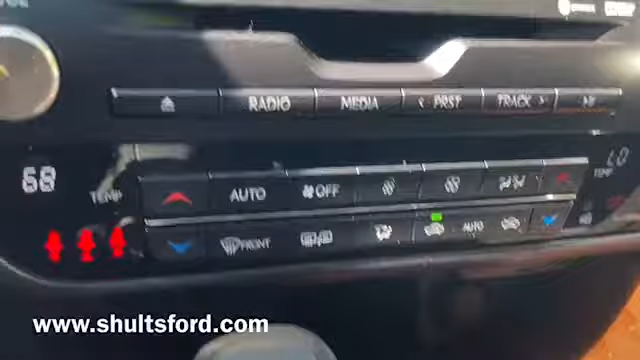 RADIO MEDIA < PRST TRACK >
68 TEMP AUTO OFF LO TEMP
FRONT AUTO
www.shultsford.com